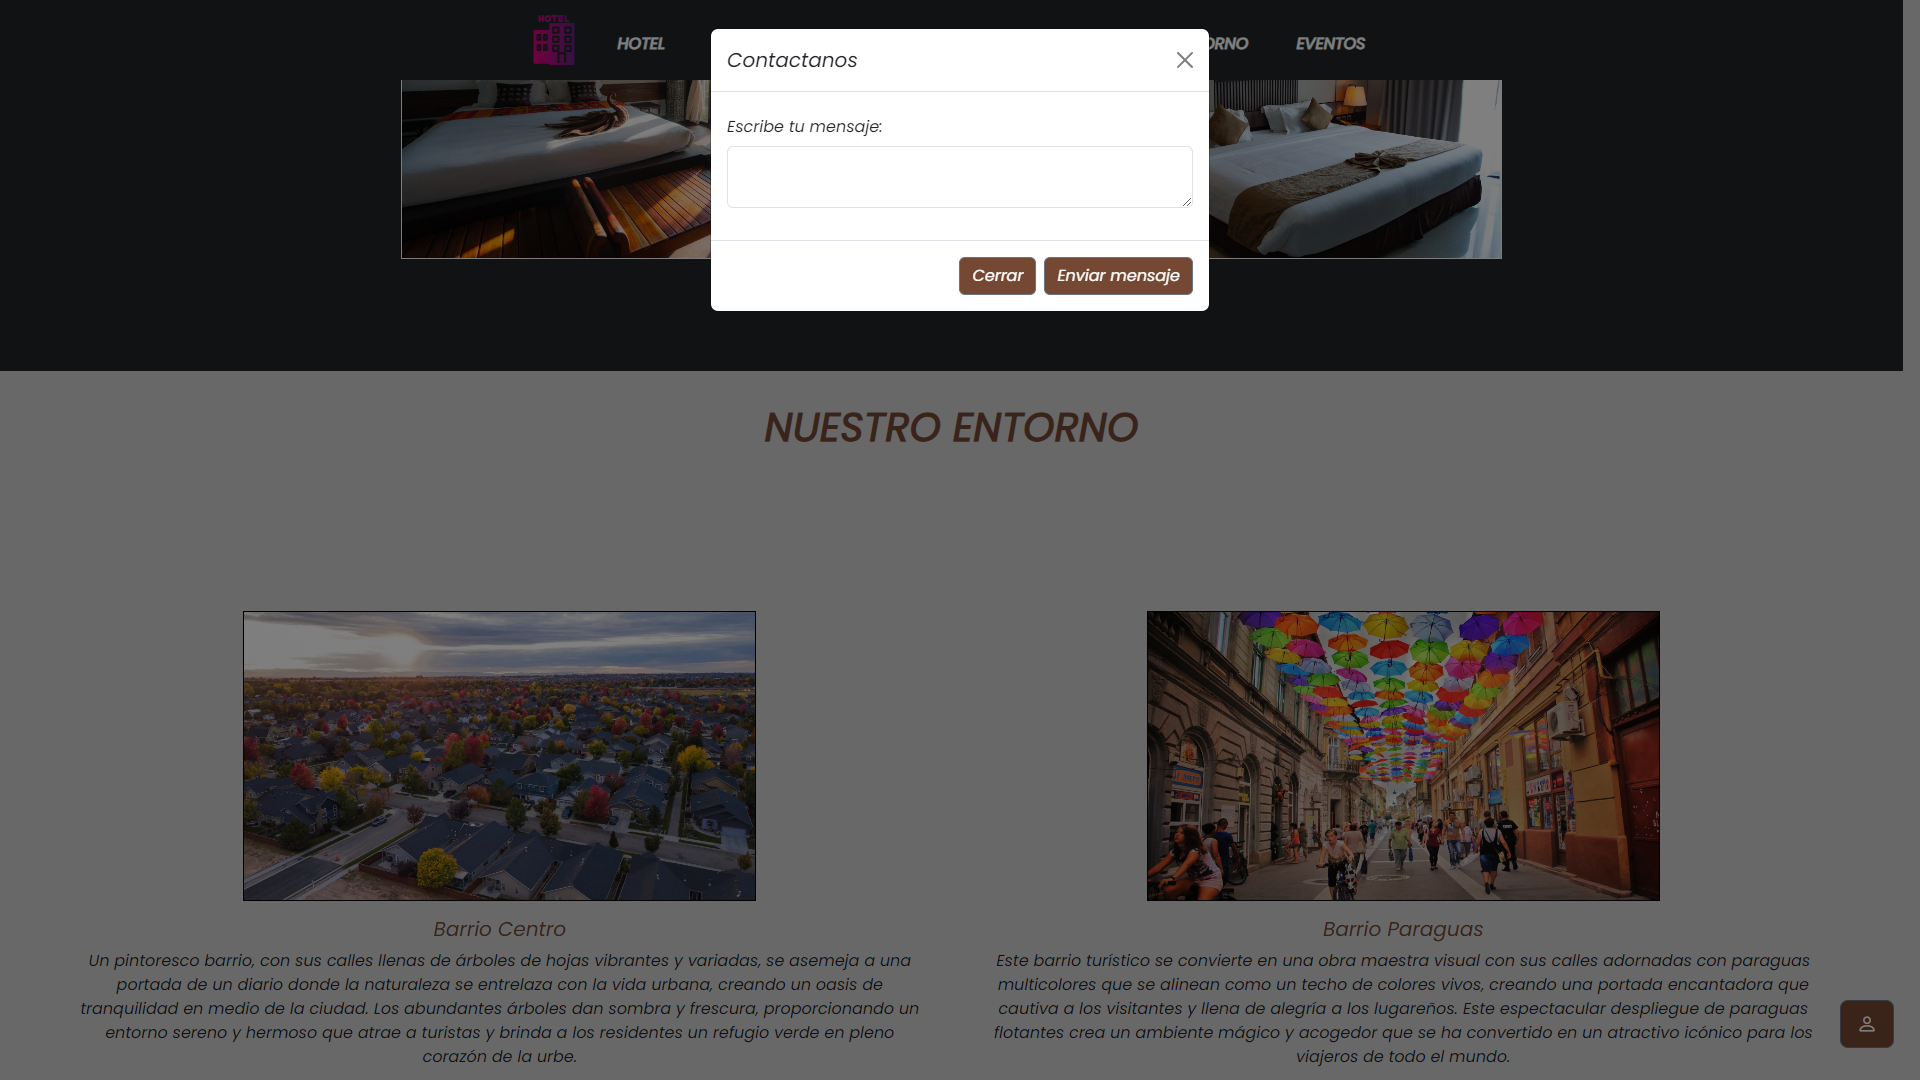 HOTEL
HOTEL
ORNO
EVENTOS
Contactanos
Escribe tu mensaje:
Cerrar
Enviar mensaje
NUESTRO ENTORNO
Barrio Centro
Un pintoresco barrio, con sus calles llenas de árboles de hojas vibrantes y variadas, se asemeja a una
portada de un diario donde la naturaleza se entrelaza con la vida urbana, creando un oasis de
tranquilidad en medio de la ciudad. Los abundantes árboles dan sombra y frescura, proporcionando un
entorno sereno y hermoso que atrae a turistas y brinda a los residentes un refugio verde en pleno
corazón de la urbe.
Barrio Paraguas
Este barrio turístico se convierte en una obra maestra visual con sus calles adornadas con paraguas
multicolores que se alinean como un techo de colores vivos, creando una portada encantadora que
cautiva a los visitantes y llena de alegría a los lugareños. Este espectacular despliegue de paraguas
flotantes crea un ambiente mágico y acogedor que se ha convertido en un atractivo icónico para los
viajeros de todo el mundo.